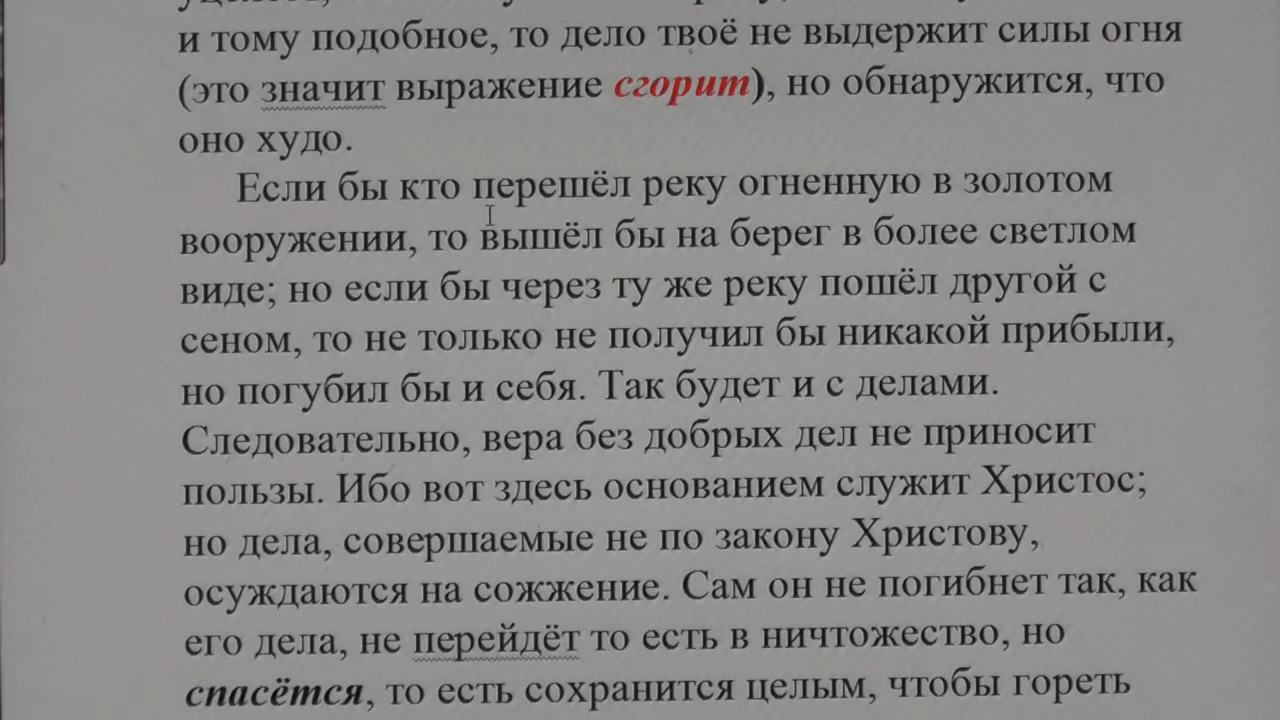 и тому подобное, то дело твоё не выдержит силы огня
(это значит выражение сгорит), но обнаружится, что
оно худо.
Если бы кто перешёл реку огненную в золотом
вооружении, то вышёл бы на берег в более светлом
виде; но если бы через ту же реку пошёл другой с
сеном, то не только не получил бы никакой прибыли,
но погубил бы и себя. Так будет и с делами.
Следовательно, вера без добрых дел не приносит
пользы. Ибо вот здесь основанием служит Христос;
но дела, совершаемые не по закону Христову,
осуждаются на сожжение. Сам он не погибнет так, как
его дела, не перейдёт то есть в ничтожество, но
спасётся, то есть сохранится целым, чтобы гореть